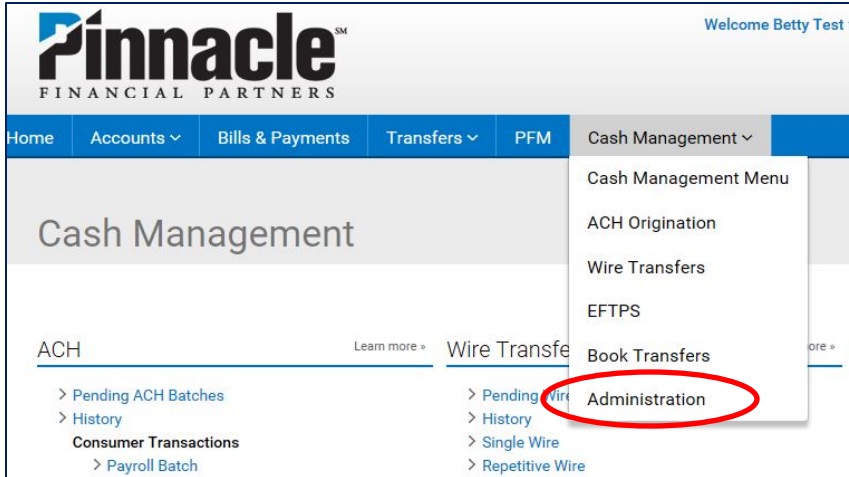 Pinnacle SM
FINANCIAL PARTNERS
Welcome Betty Test
Home Accounts Bills & Payments Transfers PFM Cash Management
Cash Management Menu
Cash Management
ACH Origination
Wire Transfers
EFTPS
Book Transfers
Administration
ACH Learn more »
> Pending ACH Batches
> History
Consumer Transactions
> Payroll Batch
Wire Transfe ore »
> Pending Wire
> History
> Single Wire
> Repetitive Wire